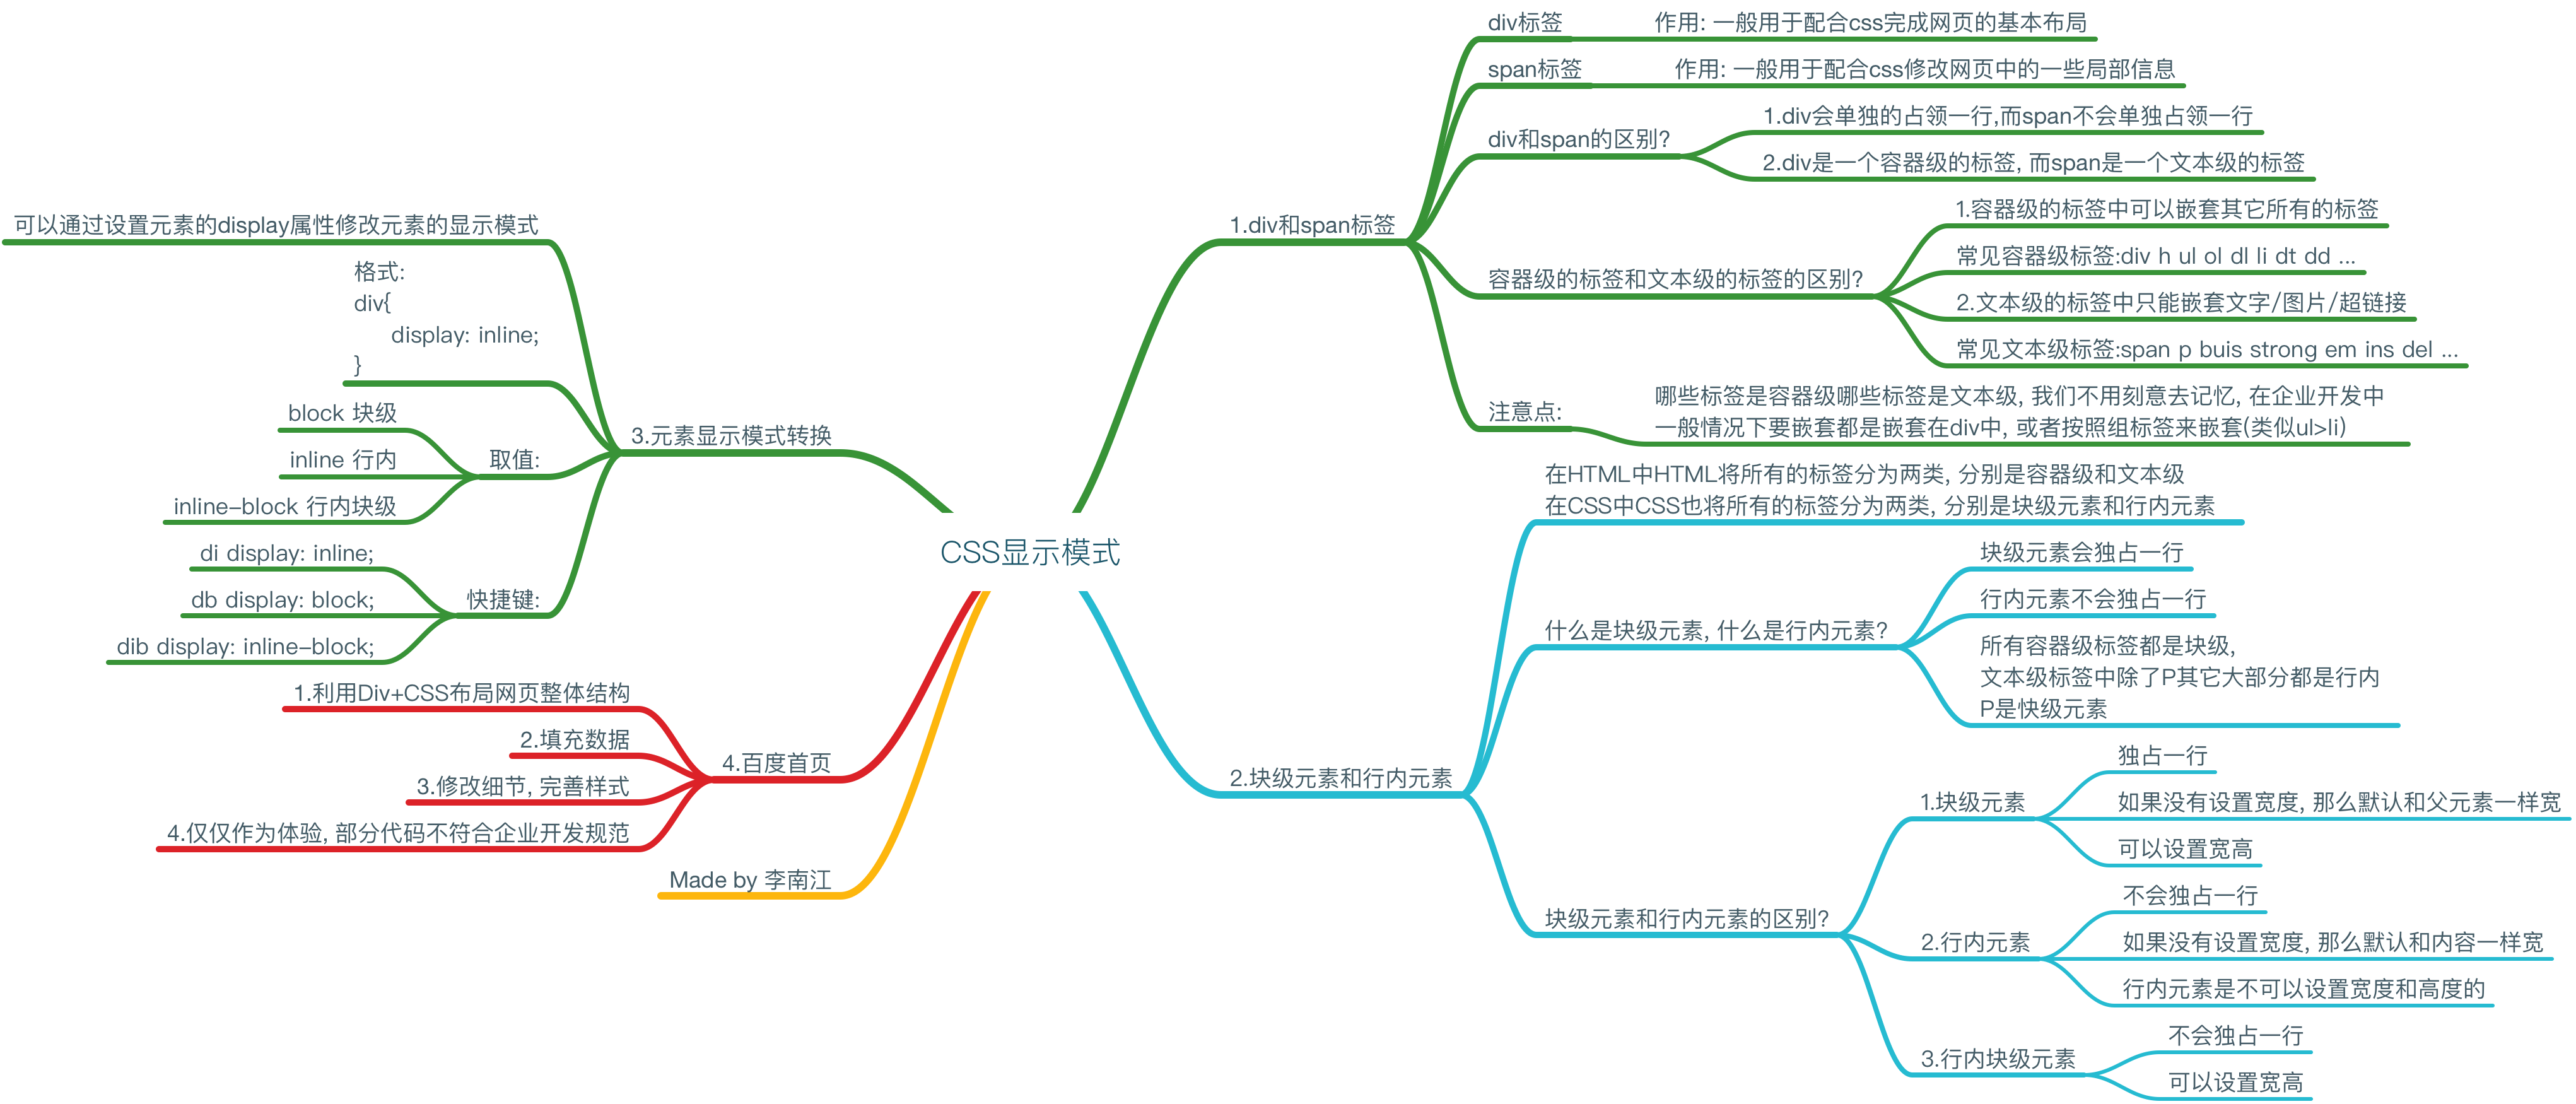 CSS显示模式
1.div和span标签
div标签
作用: 一般用于配合css完成网页的基本布局
span标签
作用: 一般用于配合css修改网页中的一些局部信息
div和span的区别?
1.div会单独的占领一行,而span不会单独占领一行
2.div是一个容器级的标签, 而span是一个文本级的标签
容器级的标签和文本级的标签的区别?
1.容器级的标签中可以嵌套其它所有的标签
常见容器级标签:div h ul ol dl li dt dd ...
2.文本级的标签中只能嵌套文字/图片/超链接
常见文本级标签:span p buis strong em ins del ...
注意点:
哪些标签是容器级哪些标签是文本级, 我们不用刻意去记忆, 在企业开发中
一般情况下要嵌套都是嵌套在div中, 或者按照组标签来嵌套(类似ul>li)
2.块级元素和行内元素
在HTML中HTML将所有的标签分为两类, 分别是容器级和文本级
在CSS中CSS也将所有的标签分为两类, 分别是块级元素和行内元素
什么是块级元素, 什么是行内元素?
块级元素会独占一行
行内元素不会独占一行
所有容器级标签都是块级,
文本级标签中除了P其它大部分都是行内
P是快级元素
块级元素和行内元素的区别?
1.块级元素
独占一行
如果没有设置宽度, 那么默认和父元素一样宽
可以设置宽高
2.行内元素
不会独占一行
如果没有设置宽度, 那么默认和内容一样宽
行内元素是不可以设置宽度和高度的
3.行内块级元素
不会独占一行
可以设置宽高
3.元素显示模式转换
可以通过设置元素的display属性修改元素的显示模式
格式:
div{
display: inline;
}
取值:
block 块级
inline 行内
inline-block 行内块级
快捷键:
di display: inline;
db display: block;
dib display: inline-block;
4.百度首页
1.利用Div+CSS布局网页整体结构
2.填充数据
3.修改细节, 完善样式
4.仅仅作为体验, 部分代码不符合企业开发规范
Made by 李南江